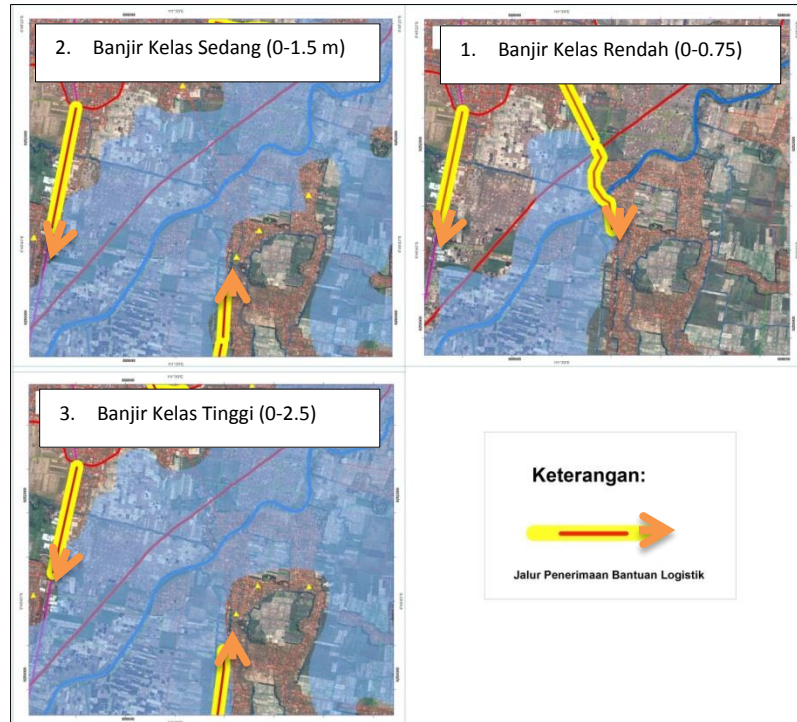 2. Banjir Kelas Sedang (0-1.5 m)
1. Banjir Kelas Rendah (0-0.75)
3. Banjir Kelas Tinggi (0-2.5)
Keterangan:
Jalur Penerimaan Bantuan Logistik